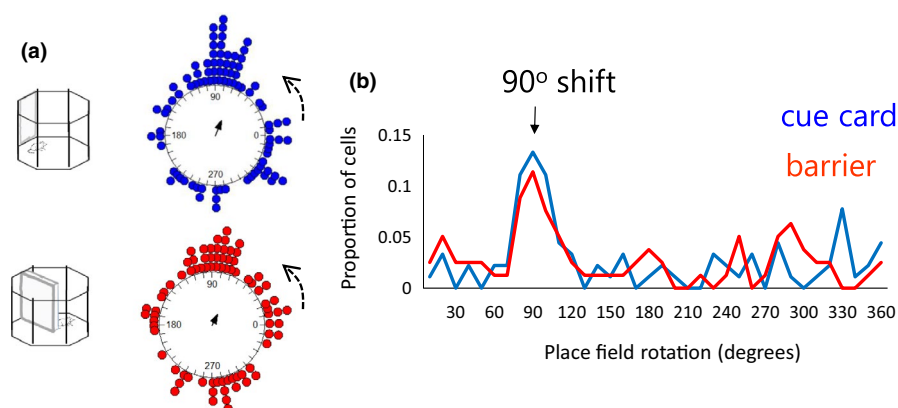 (a)
90
180
0
270
90
180
0
270
(b)
90º shift
cue card
barrier
Proportion of cells
0.15
0.1
0.05
0
30 60 90 120 150 180 210 240 270 300 330 360
Place field rotation (degrees)